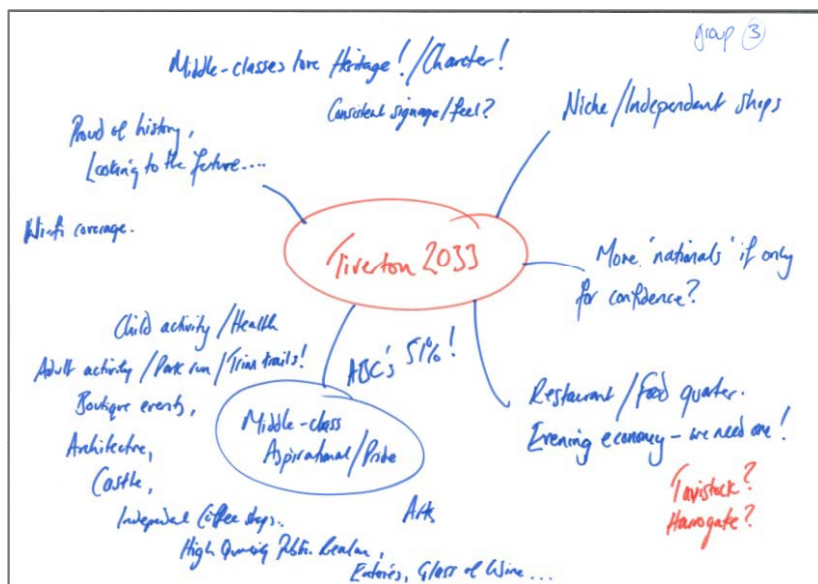 group 3
Middle-classes love Heritage!/Character!
Consistent signage/feel?
Niche/Independent shops
Proud of history,
Looking to the future....
Wifi coverage.
Tiverton 2033
More 'nationals' if only
for confidence?
Child activity/Health
Adult activity/Park run/Trim trails!
ABC's 51%!
Boutique events,
Middle-class
Aspirational/Pride
Architecture,
Castle,
Restaurant/Food quarter.
Evening economy - we need one!
Tavistock?
Harrogate?
Independent Coffee shops..
Arts
High Quality Public Realm,
Eateries, Glass of Wine...